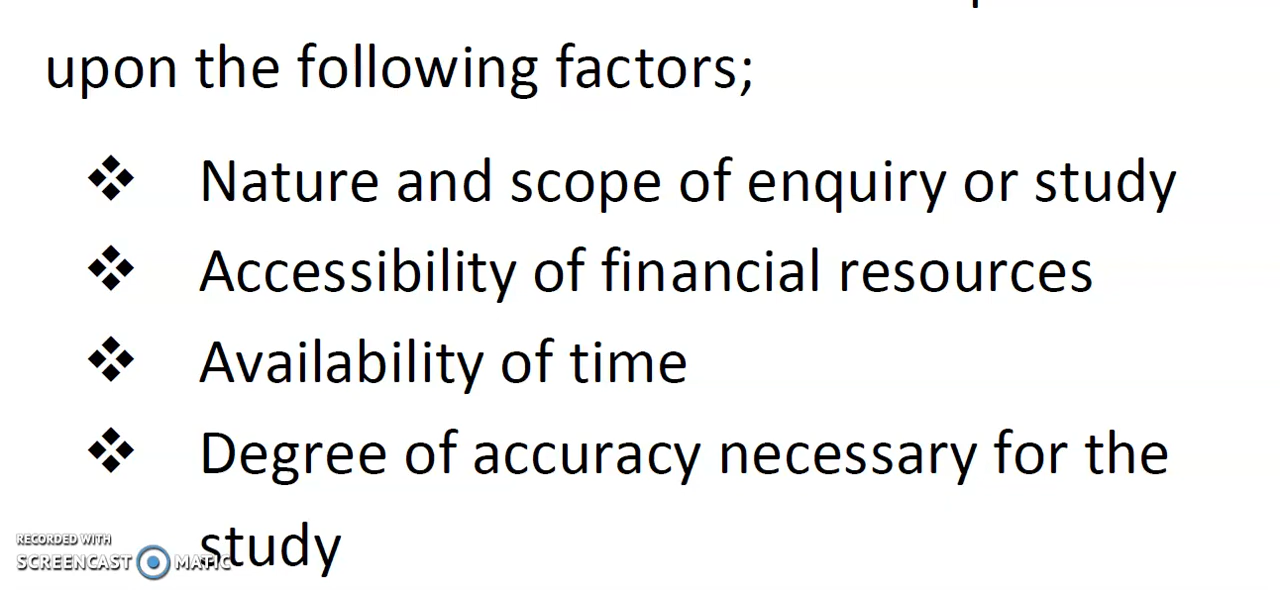 upon the following factors;
❖ Nature and scope of enquiry or study
❖ Accessibility of financial resources
❖ Availability of time
❖ Degree of accuracy necessary for the
study
RECORDED WITH
SCREENCAST MATIC